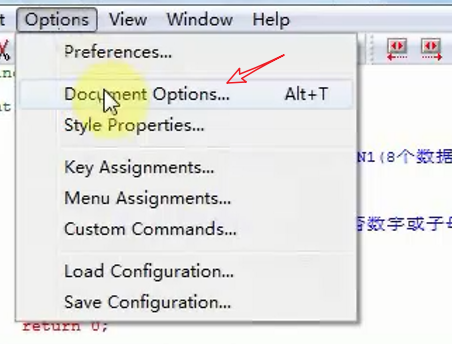 t Options View Window Help
Preferences...
Document Options... Alt+T
Style Properties...
N1(8个数据
Key Assignments...
Menu Assignments...
数字或子母
Custom Commands...
Load Configuration...
Save Configuration...
return 0;